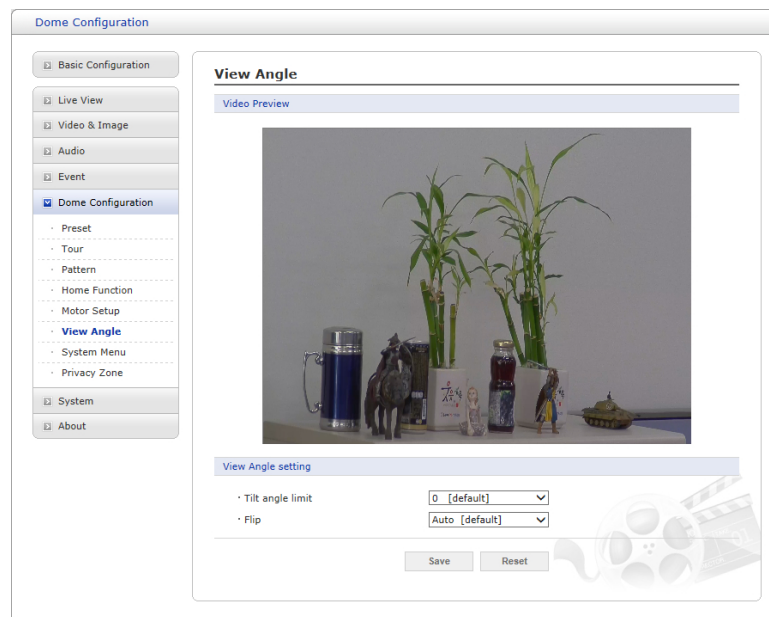 Dome Configuration
Basic Configuration
Live View
Video & Image
Audio
Event
Dome Configuration
· Preset
· Tour
· Pattern
· Home Function
· Motor Setup
· View Angle
· System Menu
· Privacy Zone
System
About
View Angle
Video Preview
View Angle setting
· Tilt angle limit 0 [default]
· Flip Auto [default]
Save Reset